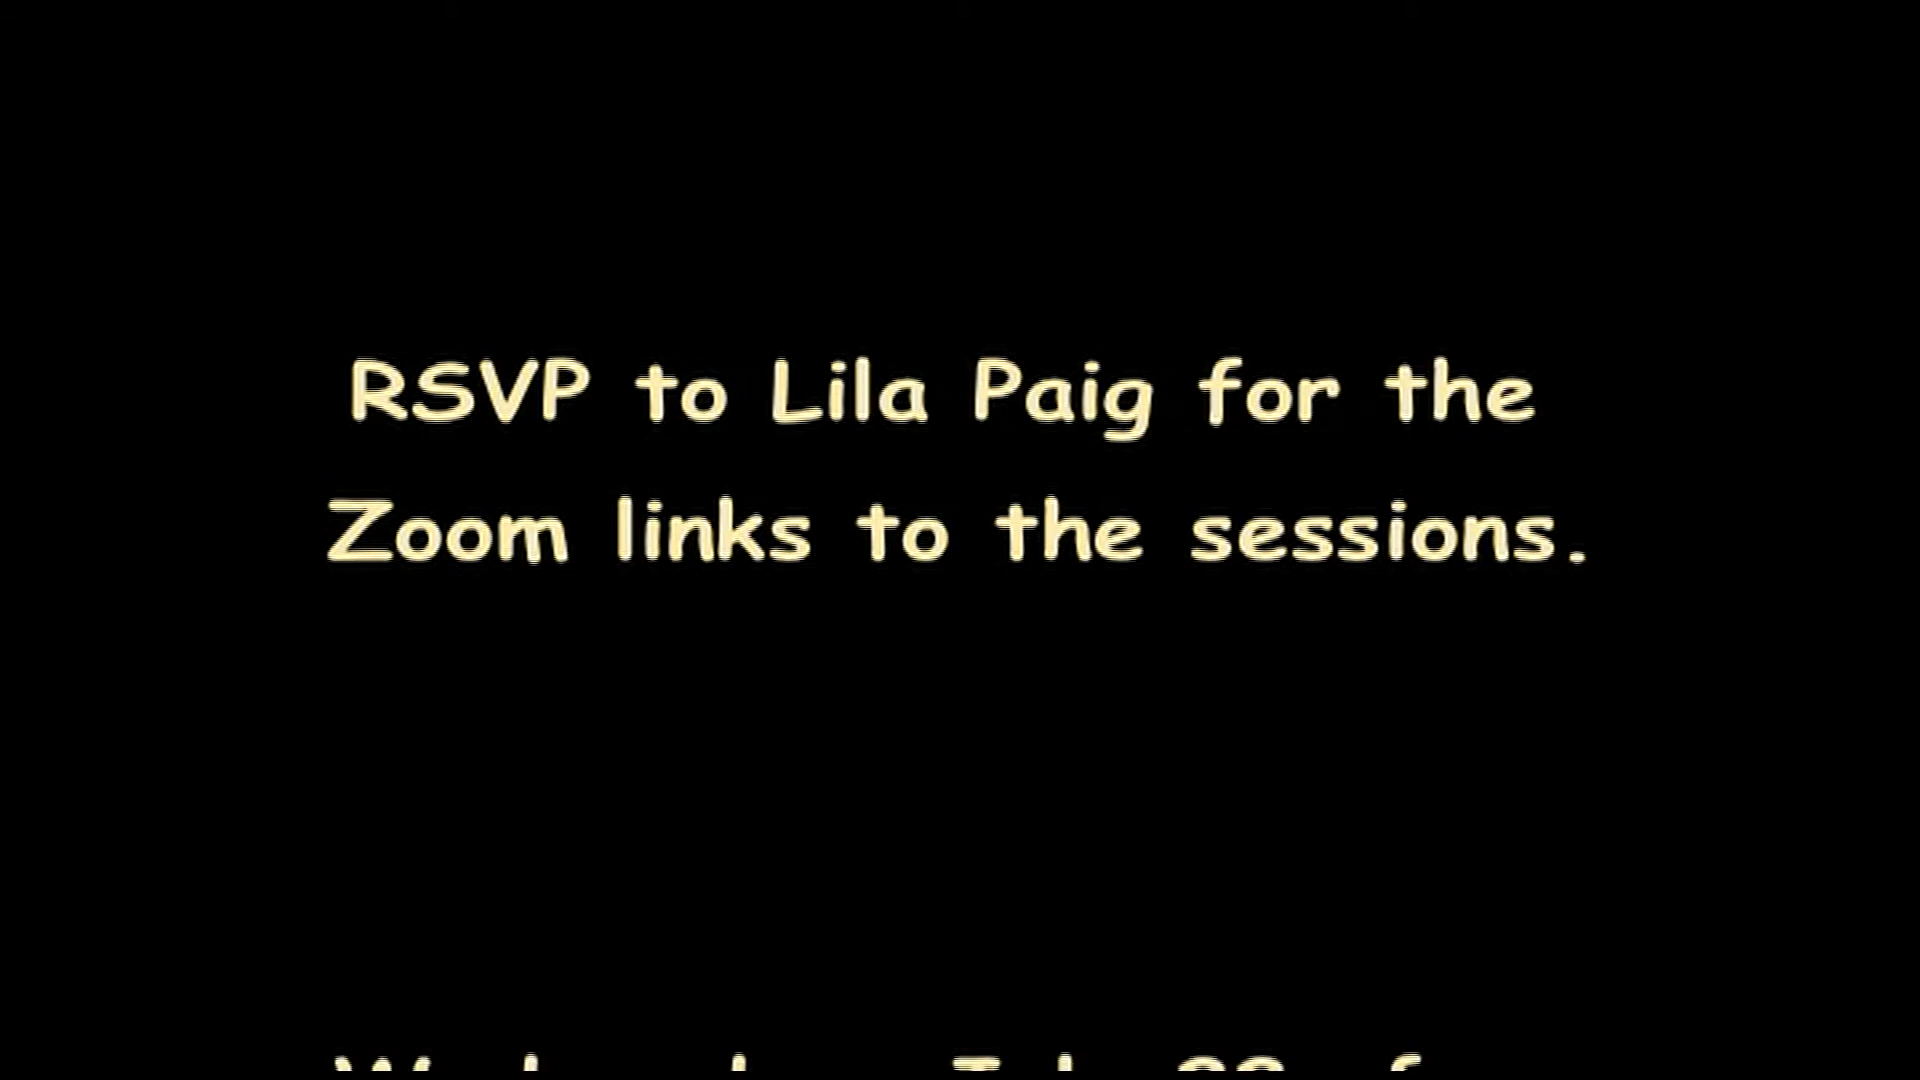 RSVP to Lila Paig for the
Zoom links to the sessions.